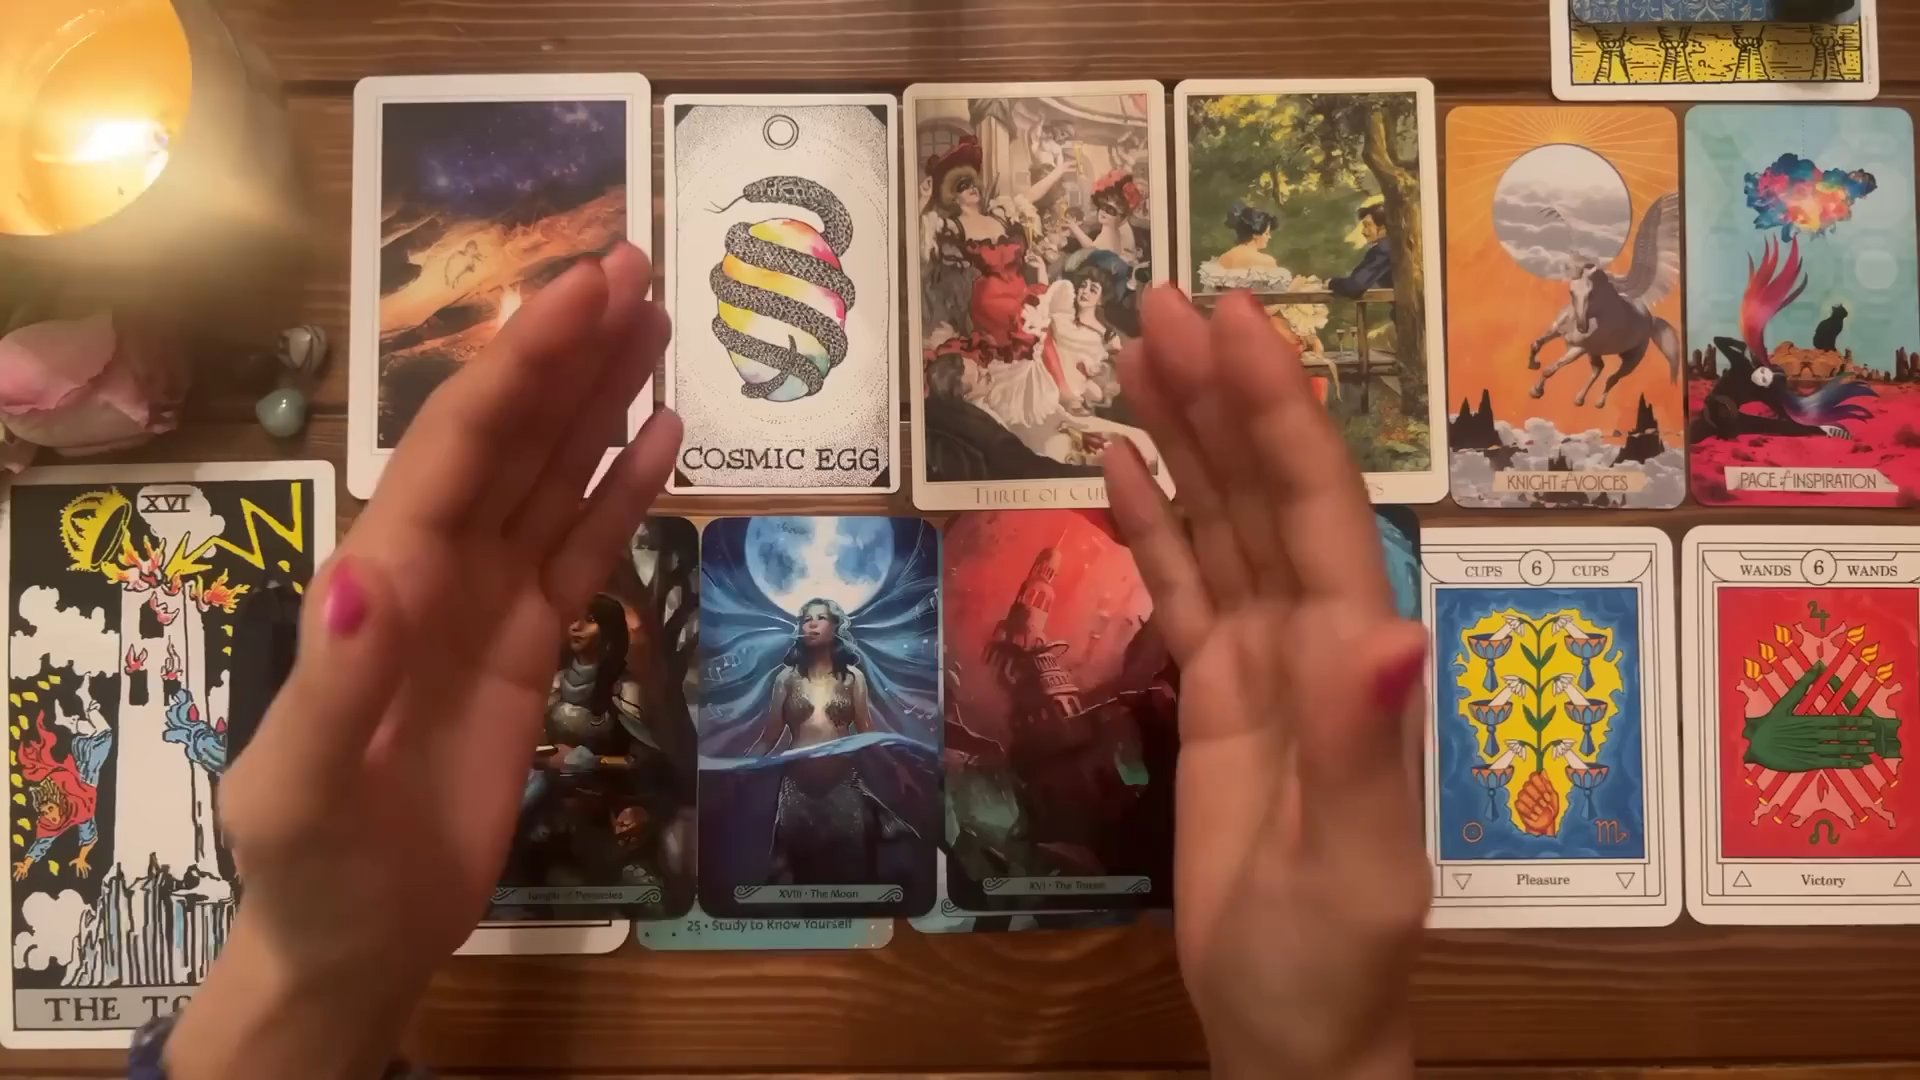 COSMIC EGG
THREE OF CU
KNIGHT of VOICES
PAGE of INSPIRATION
XVI
THE TO
XVIII • The Moon
XVI • The Tower
25 • Study to Know Yourself
CUPS 6 CUPS
Pleasure
WANDS 6 WANDS
Victory